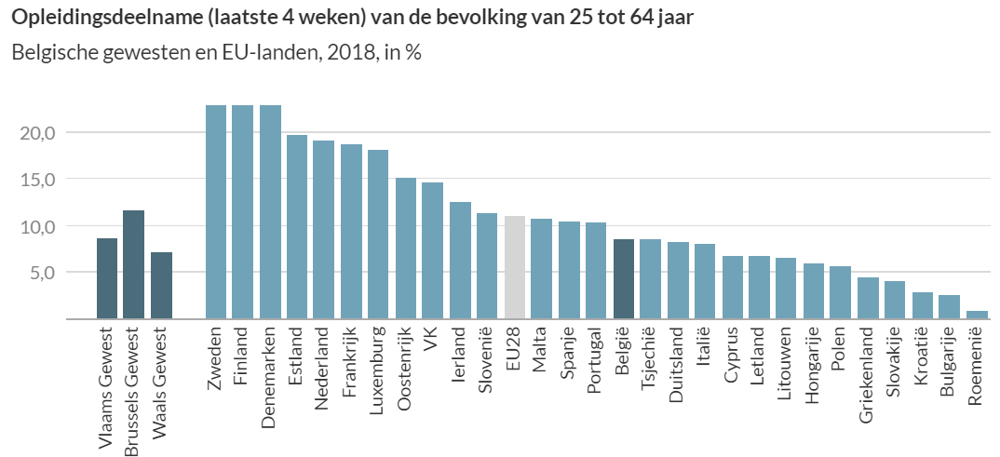 Opleidingsdeelname (laatste 4 weken) van de bevolking van 25 tot 64 jaar
Belgische gewesten en EU-landen, 2018, in %
20,0
15,0
10,0
5,0
Vlaams Gewest
Brussels Gewest
Waals Gewest
Zweden
Finland
Denemarken
Estland
Nederland
Frankrijk
Luxemburg
Oostenrijk
VK
Ierland
Slovenië
EU28
Malta
Spanje
Portugal
België
Tsjechië
Duitsland
Italië
Cyprus
Letland
Litouwen
Hongarije
Polen
Griekenland
Slovakije
Kroatië
Bulgarije
Roemenië